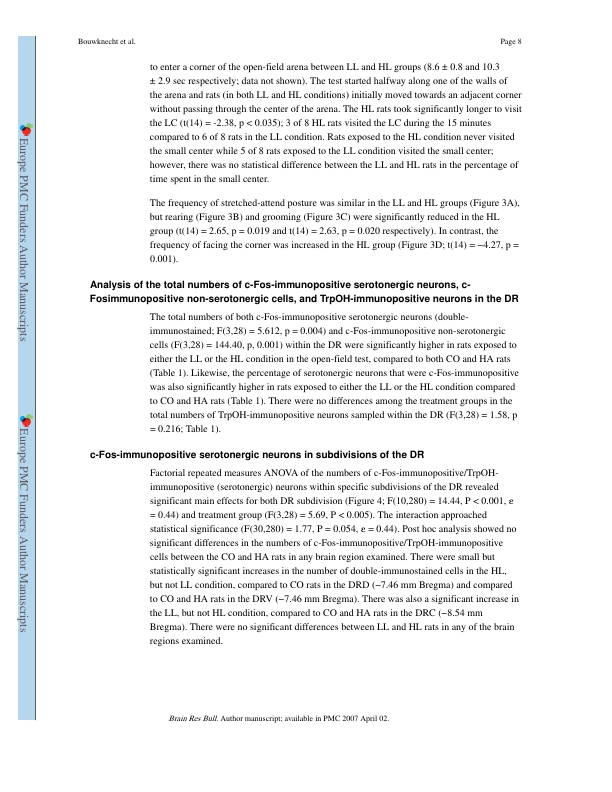 Bouwknecht et al.
Page 8
to enter a corner of the open-field arena between LL and HL groups (8.6 ± 0.8 and 10.3
± 2.9 sec respectively; data not shown). The test started halfway along one of the walls of
the arena and rats (in both LL and HL conditions) initially moved towards an adjacent corner
without passing through the center of the arena. The HL rats took significantly longer to visit
the LC (t(14) = -2.38, p < 0.035); 3 of 8 HL rats visited the LC during the 15 minutes
compared to 6 of 8 rats in the LL condition. Rats exposed to the HL condition never visited
the small center while 5 of 8 rats exposed to the LL condition visited the small center;
however, there was no statistical difference between the LL and HL rats in the percentage of
time spent in the small center.
The frequency of stretched-attend posture was similar in the LL and HL groups (Figure 3A),
but rearing (Figure 3B) and grooming (Figure 3C) were significantly reduced in the HL
group (t(14) = 2.65, p = 0.019 and t(14) = 2.63, p = 0.020 respectively). In contrast, the
frequency of facing the corner was increased in the HL group (Figure 3D; t(14) = −4.27, p =
0.001).
Analysis of the total numbers of c-Fos-immunopositive serotonergic neurons, c-
Fosimmunopositive non-serotonergic cells, and TrpOH-immunopositive neurons in the DR
The total numbers of both c-Fos-immunopositive serotonergic neurons (double-
immunostained; F(3,28) = 5.612, p = 0.004) and c-Fos-immunopositive non-serotonergic
cells (F(3,28) = 144.40, p, 0.001) within the DR were significantly higher in rats exposed to
either the LL or the HL condition in the open-field test, compared to both CO and HA rats
(Table 1). Likewise, the percentage of serotonergic neurons that were c-Fos-immunopositive
was also significantly higher in rats exposed to either the LL or the HL condition compared
to CO and HA rats (Table 1). There were no differences among the treatment groups in the
total numbers of TrpOH-immunopositive neurons sampled within the DR (F(3,28) = 1.58, p
= 0.216; Table 1).
c-Fos-immunopositive serotonergic neurons in subdivisions of the DR
Factorial repeated measures ANOVA of the numbers of c-Fos-immunopositive/TrpOH-
immunopositive (serotonergic) neurons within specific subdivisions of the DR revealed
significant main effects for both DR subdivision (Figure 4; F(10,280) = 14.44, P < 0.001, ε
= 0.44) and treatment group (F(3,28) = 5.69, P < 0.005). The interaction approached
statistical significance (F(30,280) = 1.77, P = 0.054, ε = 0.44). Post hoc analysis showed no
significant differences in the numbers of c-Fos-immunopositive/TrpOH-immunopositive
cells between the CO and HA rats in any brain region examined. There were small but
statistically significant increases in the number of double-immunostained cells in the HL,
but not LL condition, compared to CO rats in the DRD (−7.46 mm Bregma) and compared
to CO and HA rats in the DRV (−7.46 mm Bregma). There was also a significant increase in
the LL, but not HL condition, compared to CO and HA rats in the DRC (−8.54 mm
Bregma). There were no significant differences between LL and HL rats in any of the brain
regions examined.
Brain Res Bull. Author manuscript; available in PMC 2007 April 02.
Europe PMC Funders Author Manuscripts
Europe PMC Funders Author Manuscripts